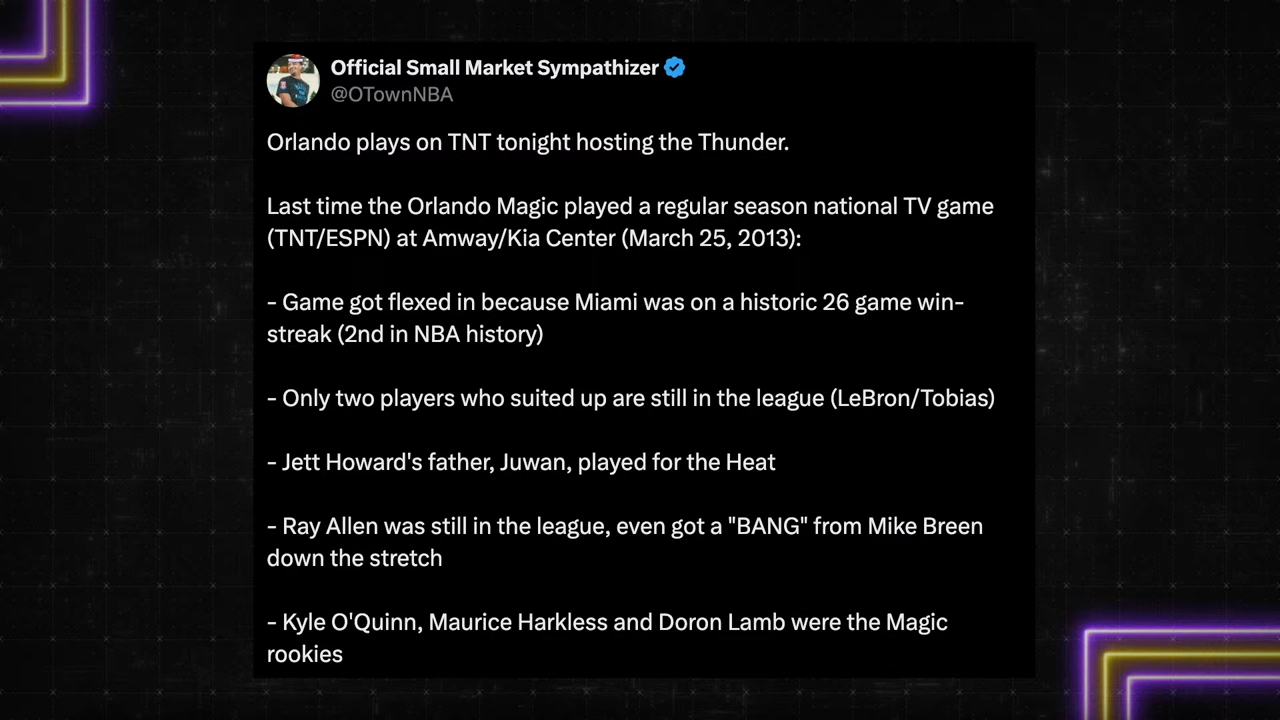 Official Small Market Sympathizer
@OTownNBA
Orlando plays on TNT tonight hosting the Thunder.
Last time the Orlando Magic played a regular season national TV game
(TNT/ESPN) at Amway/Kia Center (March 25, 2013):
- Game got flexed in because Miami was on a historic 26 game win-
streak (2nd in NBA history)
- Only two players who suited up are still in the league (LeBron/Tobias)
- Jett Howard's father, Juwan, played for the Heat
- Ray Allen was still in the league, even got a "BANG" from Mike Breen
down the stretch
- Kyle O'Quinn, Maurice Harkless and Doron Lamb were the Magic
rookies